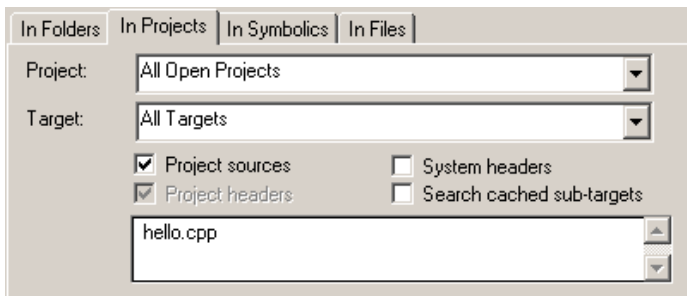 In Folders In Projects In Symbolics In Files
Project: All Open Projects
Target: All Targets
Project sources System headers
Project headers Search cached sub-targets
hello.cpp